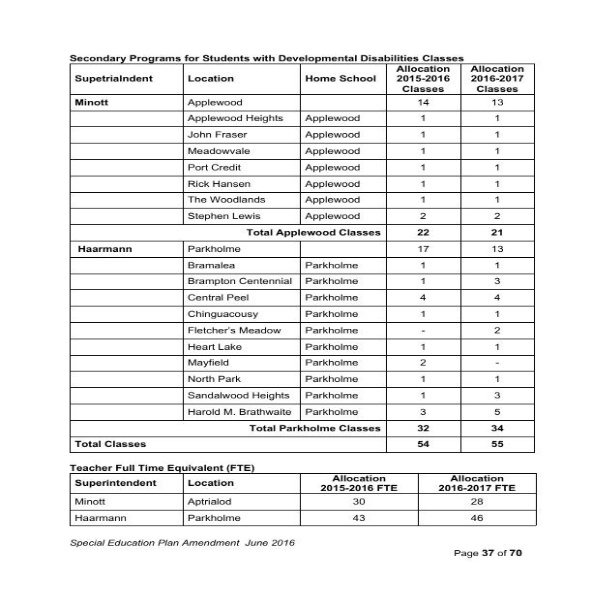 Secondary Programs for Students with Developmental Disabilities Classes
Supetrialndent Location Home School Allocation 2015-2016 Classes Allocation 2016-2017 Classes
Minott Applewood 14 13
Applewood Heights Applewood 1 1
John Fraser Applewood 1 1
Meadowvale Applewood 1 1
Port Credit Applewood 1 1
Rick Hansen Applewood 1 1
The Woodlands Applewood 1 1
Stephen Lewis Applewood 2 2
Total Applewood Classes 22 21
Haarmann Parkholme 17 13
Bramalea Parkholme 1 1
Brampton Centennial Parkholme 1 3
Central Peel Parkholme 4 4
Chinguacousy Parkholme 1 1
Fletcher's Meadow Parkholme - 2
Heart Lake Parkholme 1 1
Mayfield Parkholme 2 -
North Park Parkholme 1 1
Sandalwood Heights Parkholme 1 3
Harold M. Brathwaite Parkholme 3 5
Total Parkholme Classes 32 34
Total Classes 54 55
Teacher Full Time Equivalent (FTE)
Superintendent Location Allocation 2015-2016 FTE Allocation 2016-2017 FTE
Minott Aptrialod 30 28
Haarmann Parkholme 43 46
Special Education Plan Amendment June 2016
Page 37 of 70